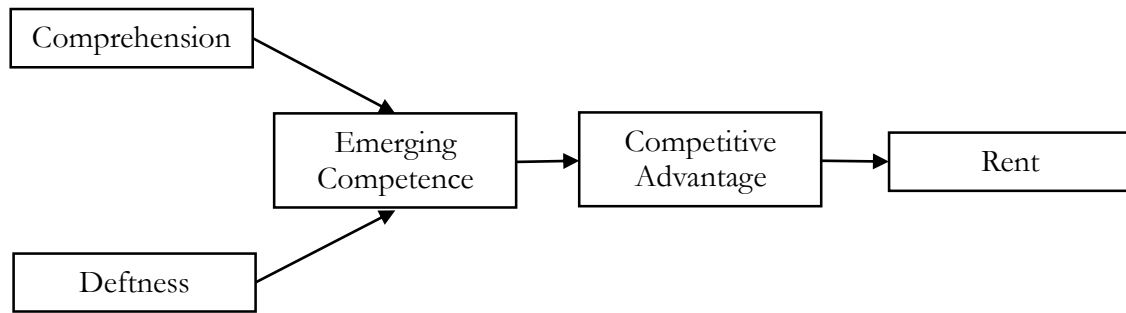 Comprehension
Emerging
Competence
Competitive
Advantage
Rent
Deftness